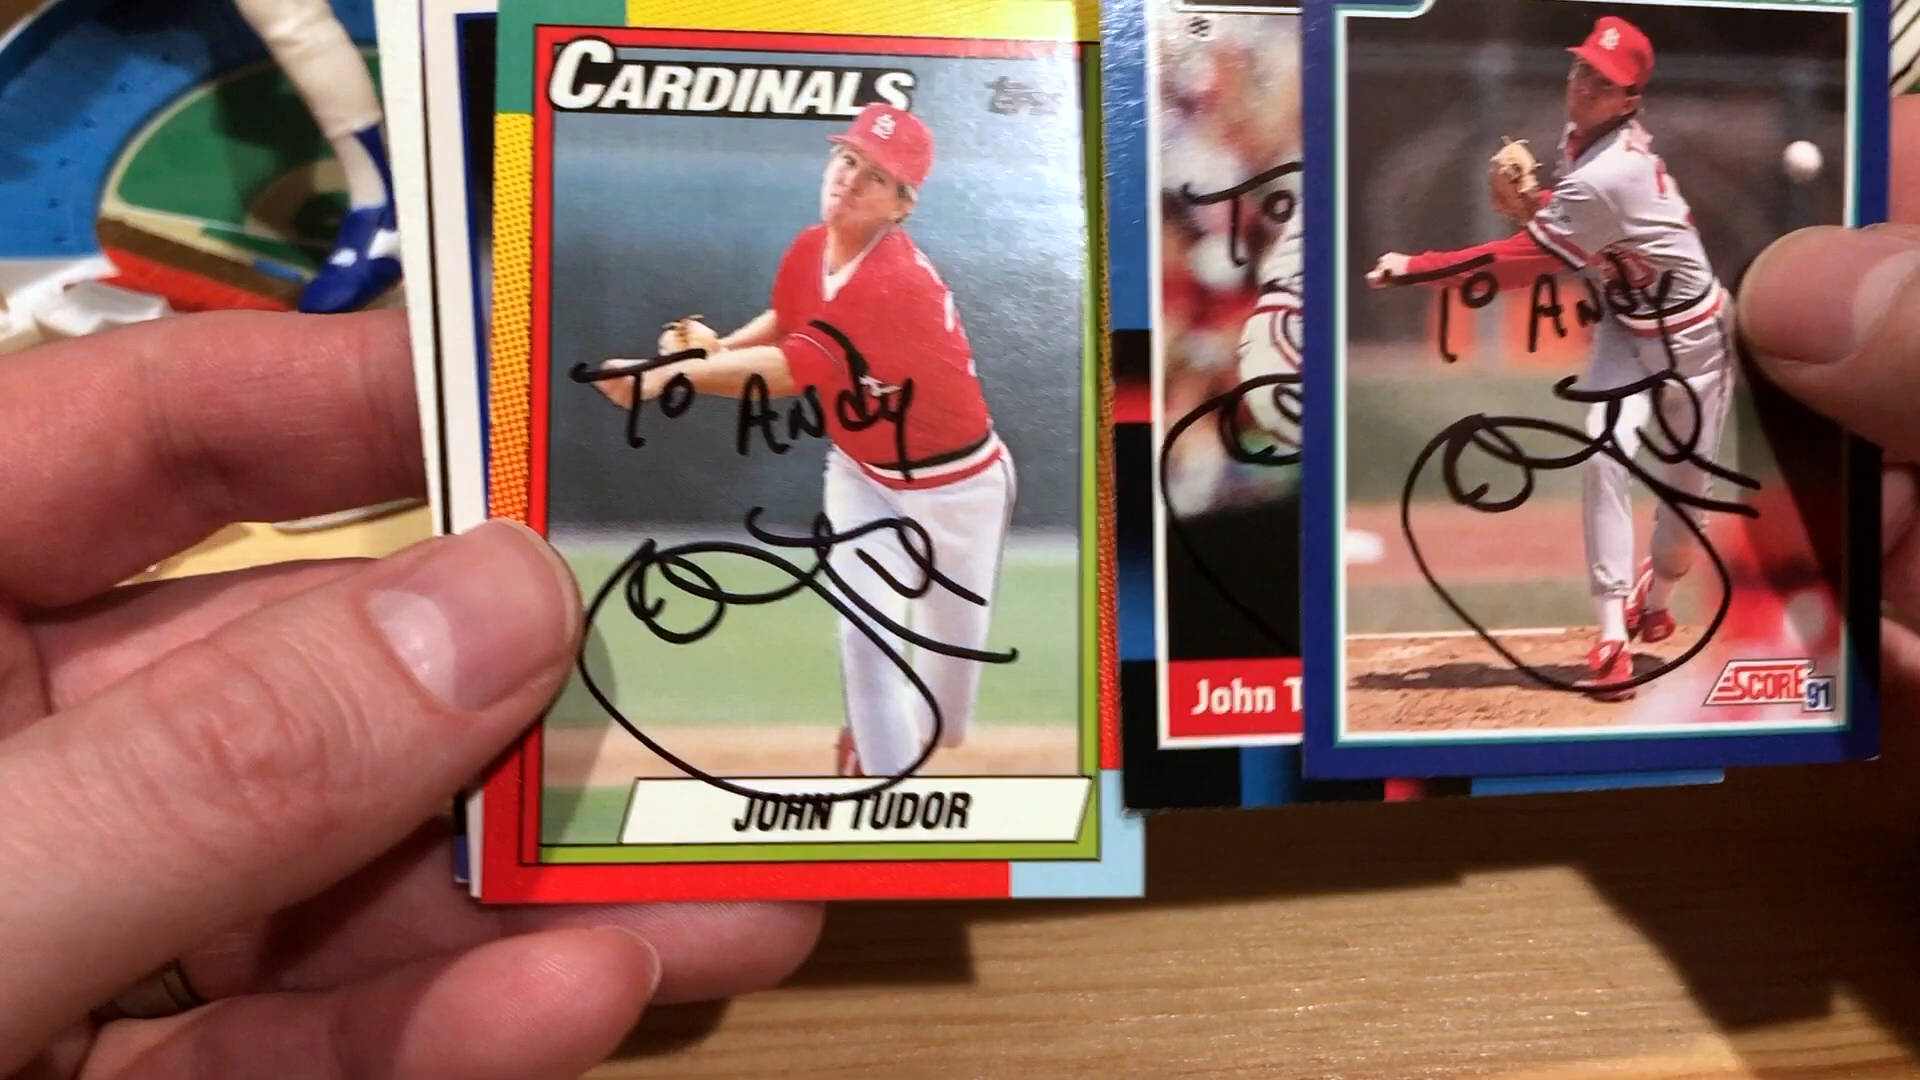 CARDINALS
topps
TO ANDY
JOHN TUDOR
To
John T
TO ANDY
SCORE 91